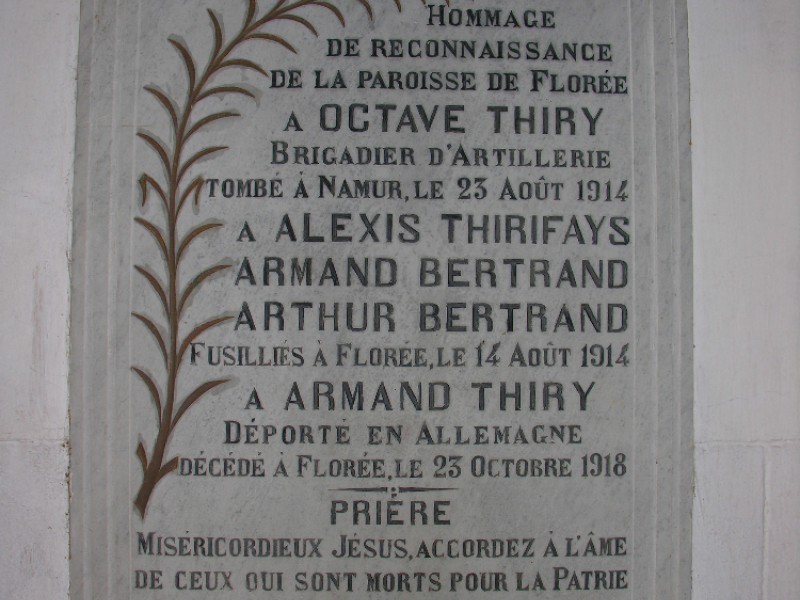 HOMMAGE
DE RECONNAISSANCE
DE LA PAROISSE DE FLORÉE
A OCTAVE THIRY
BRIGADIER D'ARTILLERIE
TOMBÉ À NAMUR, LE 23 AOÛT 1914
A ALEXIS THIRIFAYS
ARMAND BERTRAND
ARTHUR BERTRAND
FUSILLIÉS À FLORÉE, LE 14 AOÛT 1914
A ARMAND THIRY
DÉPORTÉ EN ALLEMAGNE
DÉCÉDÉ À FLORÉE, LE 23 OCTOBRE 1918
PRIÈRE
MISÉRICORDIEUX JÉSUS, ACCORDEZ À L'ÂME
DE CEUX QUI SONT MORTS POUR LA PATRIE